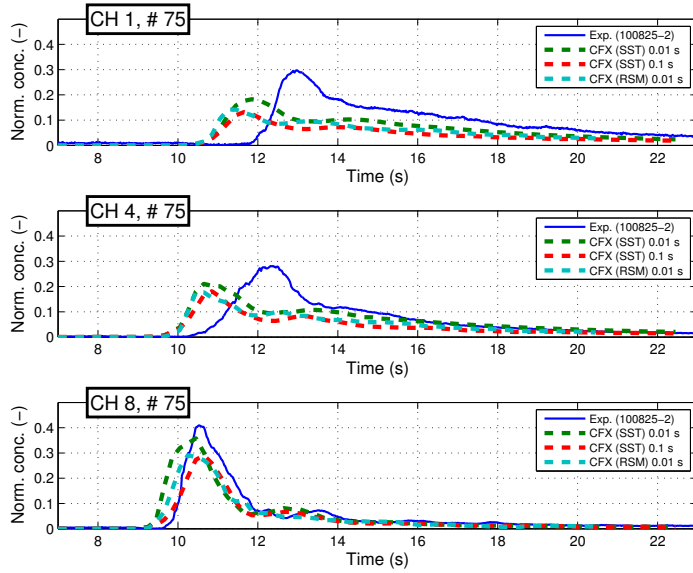 CH 1, # 75
Norm. conc. (−)
0.4
0.3
0.2
0.1
0
Exp. (100825−2)
CFX (SST) 0.01 s
CFX (SST) 0.1 s
CFX (RSM) 0.01 s
8 10 12 14 16 18 20 22
Time (s)
CH 4, # 75
Norm. conc. (−)
0.4
0.3
0.2
0.1
0
Exp. (100825−2)
CFX (SST) 0.01 s
CFX (SST) 0.1 s
CFX (RSM) 0.01 s
8 10 12 14 16 18 20 22
Time (s)
CH 8, # 75
Norm. conc. (−)
0.4
0.3
0.2
0.1
0
Exp. (100825−2)
CFX (SST) 0.01 s
CFX (SST) 0.1 s
CFX (RSM) 0.01 s
8 10 12 14 16 18 20 22
Time (s)